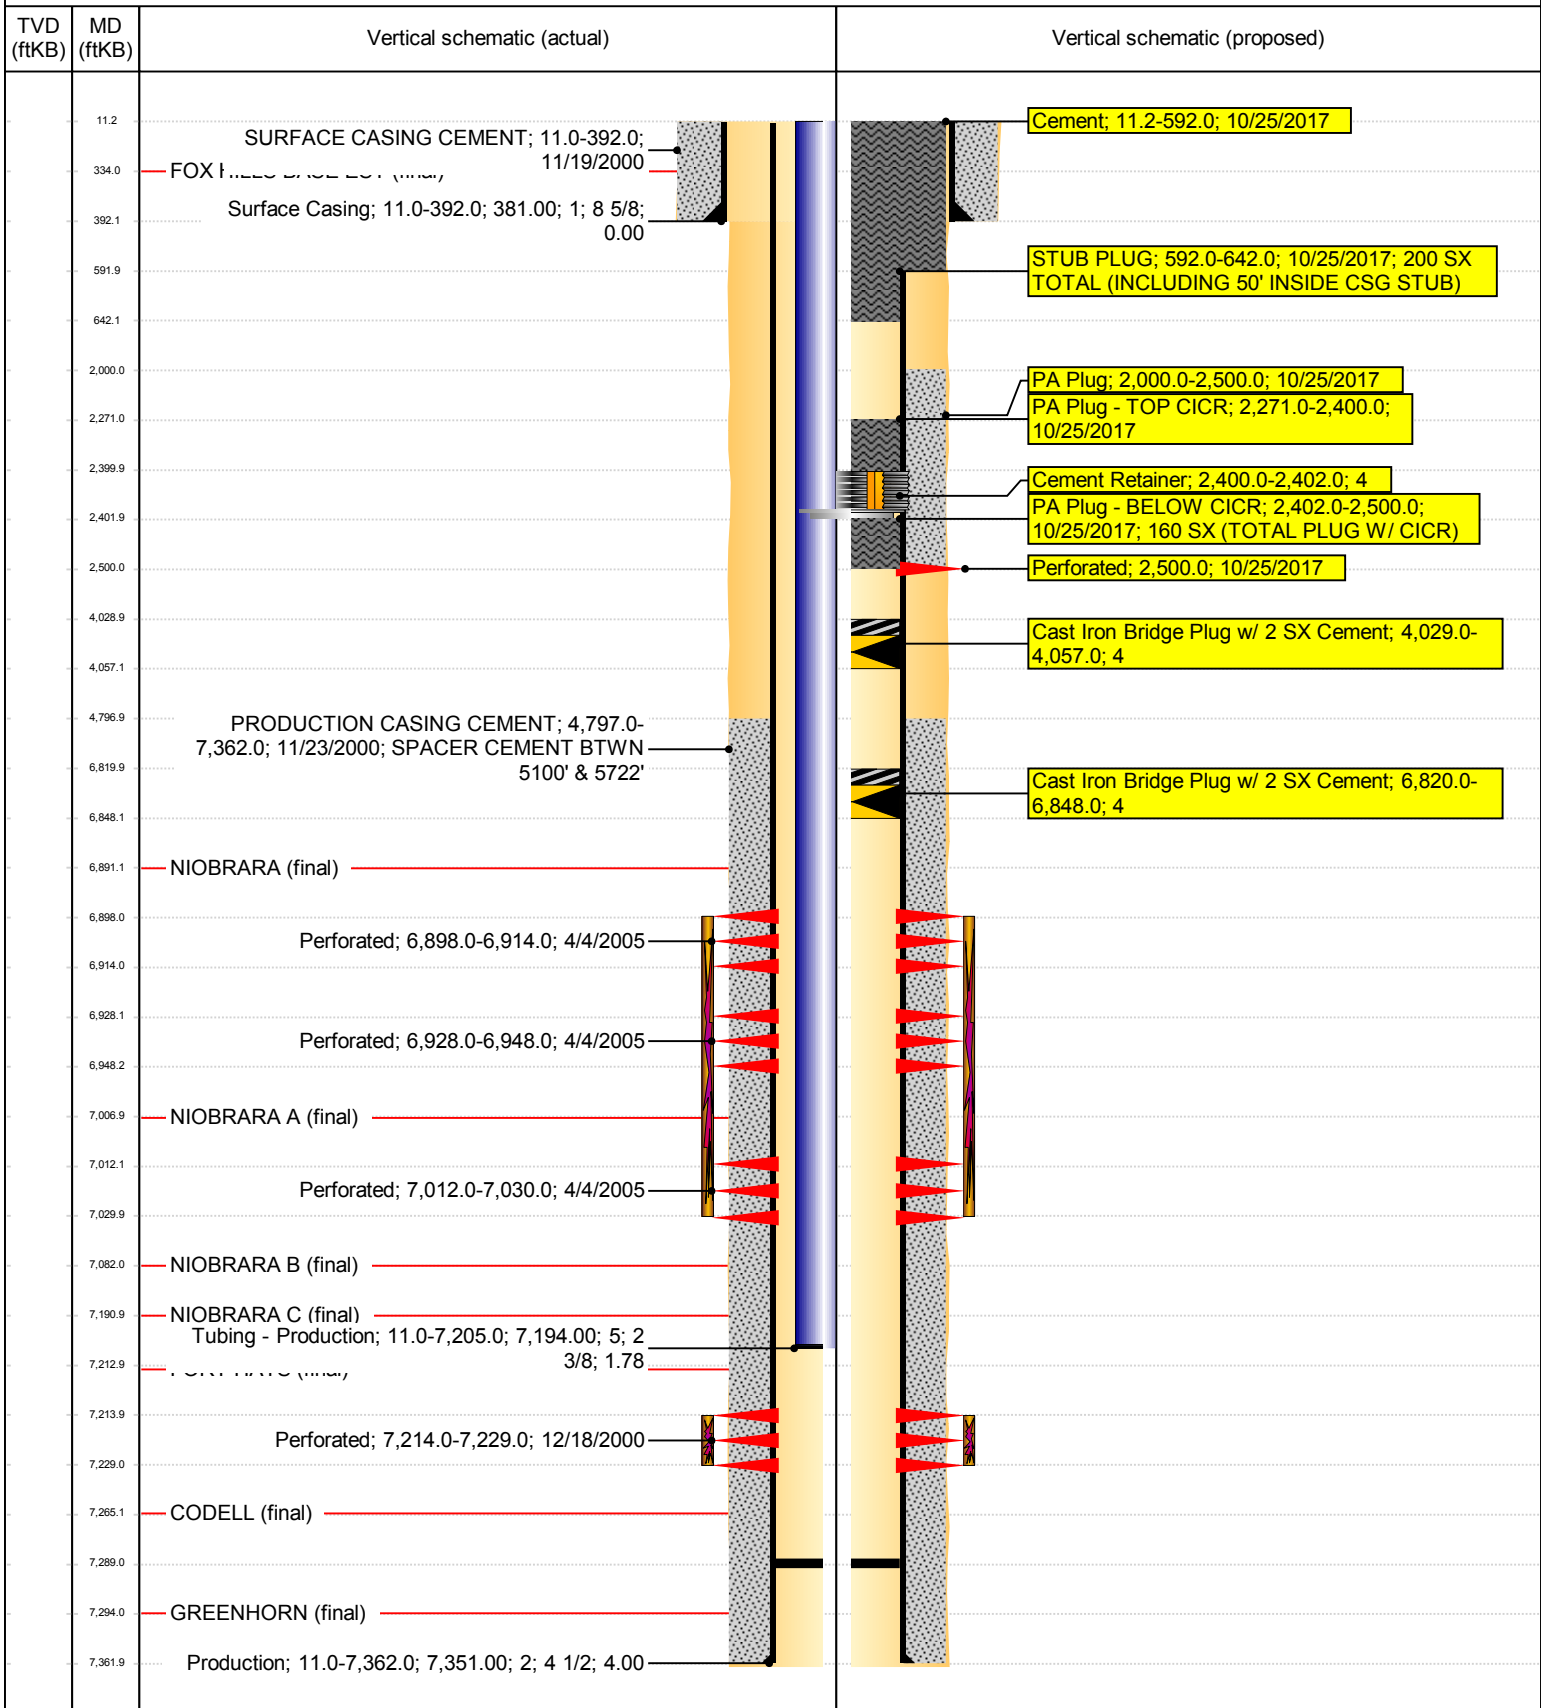 TVD (ftKB)
MD (ftKB)
Vertical schematic (actual)
Vertical schematic (proposed)
11.2
334.0
392.1
591.9
642.1
2,000.0
2,271.0
2,399.9
2,401.9
2,500.0
4,028.9
4,057.1
4,796.9
6,819.9
6,848.1
6,891.1
6,898.0
6,914.0
6,928.1
6,948.2
7,006.9
7,012.1
7,029.9
7,082.0
7,190.9
7,212.9
7,213.9
7,229.0
7,265.1
7,289.0
7,294.0
7,361.9
SURFACE CASING CEMENT; 11.0-392.0;
11/19/2000
FOX HILLS BASE (final)
Surface Casing; 11.0-392.0; 381.00; 1; 8 5/8;
0.00
PRODUCTION CASING CEMENT; 4,797.0-
7,362.0; 11/23/2000; SPACER CEMENT BTWN
5100' & 5722'
NIOBRARA (final)
Perforated; 6,898.0-6,914.0; 4/4/2005
Perforated; 6,928.0-6,948.0; 4/4/2005
NIOBRARA A (final)
Perforated; 7,012.0-7,030.0; 4/4/2005
NIOBRARA B (final)
NIOBRARA C (final)
Tubing - Production; 11.0-7,205.0; 7,194.00; 5; 2
3/8; 1.78
(final)
Perforated; 7,214.0-7,229.0; 12/18/2000
CODELL (final)
GREENHORN (final)
Production; 11.0-7,362.0; 7,351.00; 2; 4 1/2; 4.00
Cement; 11.2-592.0; 10/25/2017
STUB PLUG; 592.0-642.0; 10/25/2017; 200 SX
TOTAL (INCLUDING 50' INSIDE CSG STUB)
PA Plug; 2,000.0-2,500.0; 10/25/2017
PA Plug - TOP CICR; 2,271.0-2,400.0;
10/25/2017
Cement Retainer; 2,400.0-2,402.0; 4
PA Plug - BELOW CICR; 2,402.0-2,500.0;
10/25/2017; 160 SX (TOTAL PLUG W/ CICR)
Perforated; 2,500.0; 10/25/2017
Cast Iron Bridge Plug w/ 2 SX Cement; 4,029.0-
4,057.0; 4
Cast Iron Bridge Plug w/ 2 SX Cement; 6,820.0-
6,848.0; 4